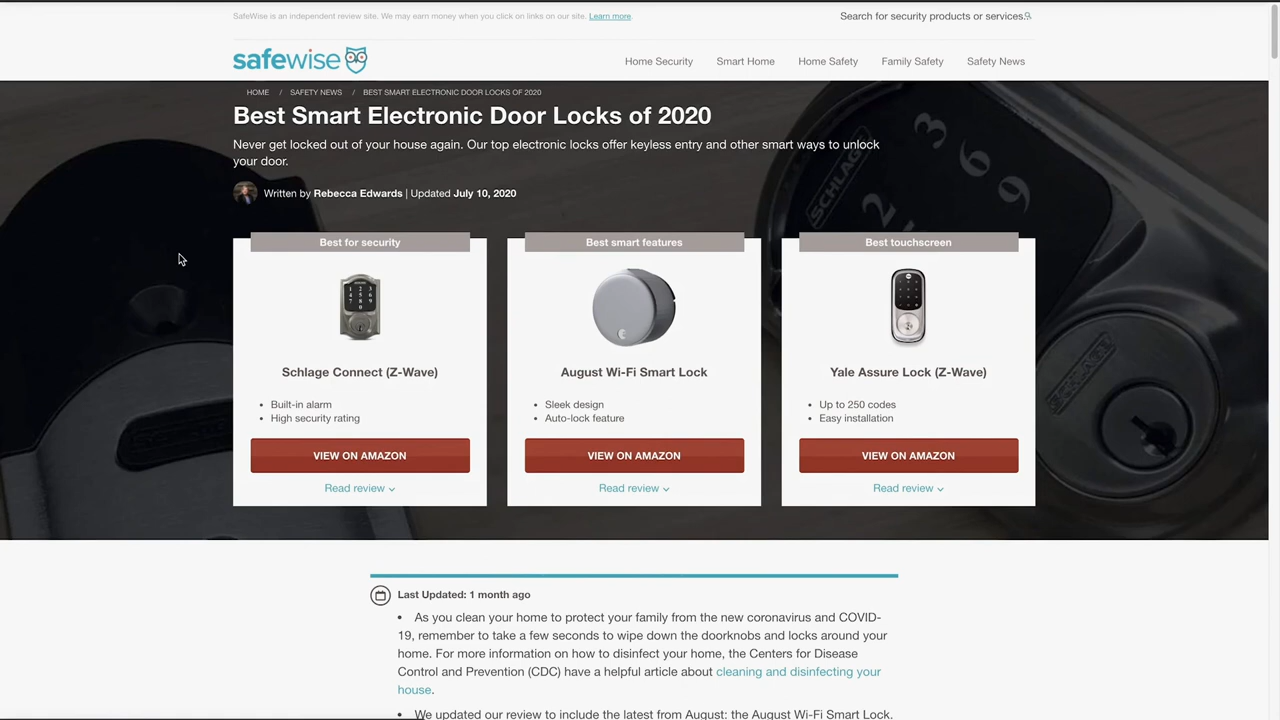 SafeWise is an independent review site. We may earn money when you click on links on our site. Learn more.
Search for security products or services.
safewise
Home Security Smart Home Home Safety Family Safety Safety News
HOME / SAFETY NEWS / BEST SMART ELECTRONIC DOOR LOCKS OF 2020
Best Smart Electronic Door Locks of 2020
Never get locked out of your house again. Our top electronic locks offer keyless entry and other smart ways to unlock
your door.
Written by Rebecca Edwards | Updated July 10, 2020
SCHLAGE
3
6
9
2
Best for security
Schlage Connect (Z-Wave)
• Built-in alarm
• High security rating
VIEW ON AMAZON
Read review
Best smart features
August Wi-Fi Smart Lock
• Sleek design
• Auto-lock feature
VIEW ON AMAZON
Read review
Best touchscreen
Yale Assure Lock (Z-Wave)
• Up to 250 codes
• Easy installation
VIEW ON AMAZON
Read review
SCHLAGE
Last Updated: 1 month ago
• As you clean your home to protect your family from the new coronavirus and COVID-
19, remember to take a few seconds to wipe down the doorknobs and locks around your
home. For more information on how to disinfect your home, the Centers for Disease
Control and Prevention (CDC) have a helpful article about cleaning and disinfecting your
house.
• We updated our review to include the latest from August: the August Wi-Fi Smart Lock.